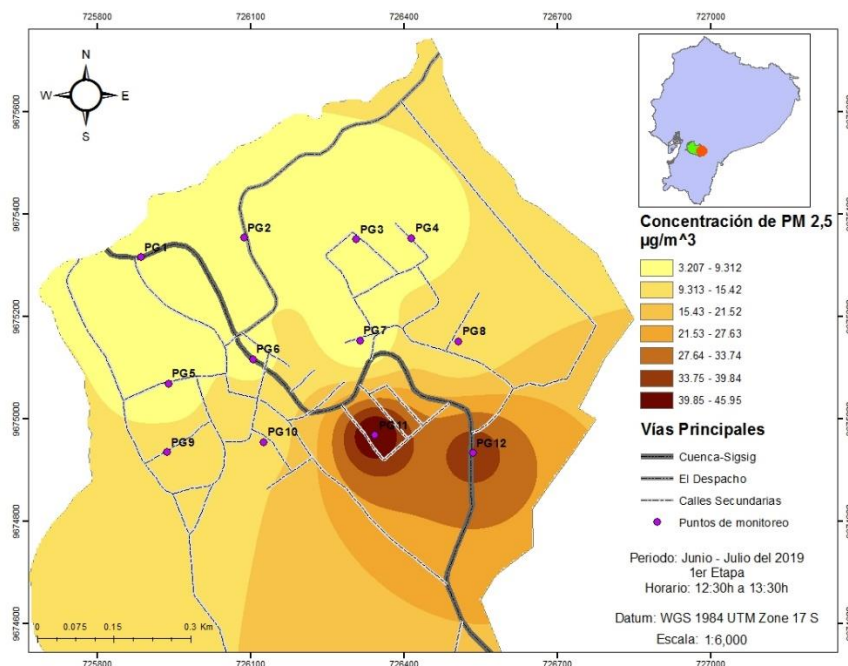 725800
726100
726400
726700
727000
N
W
E
S
9675600
9675400
9675200
9675000
9674800
9674600
PG1
PG2
PG3
PG4
PG5
PG6
PG7
PG8
PG9
PG10
PG11
PG12
Concentración de PM 2,5
µg/m^3
3.207 - 9.312
9.313 - 15.42
15.43 - 21.52
21.53 - 27.63
27.64 - 33.74
33.75 - 39.84
39.85 - 45.95
Vías Principales
Cuenca-Sigsig
El Despacho
Calles Secundarias
Puntos de monitoreo
Periodo: Junio - Julio del 2019
1er Etapa
Horario: 12:30h a 13:30h
Datum: WGS 1984 UTM Zone 17 S
Escala: 1:6,000
0 0.075 0.15 0.3 Km
725800
726100
726400
726700
727000